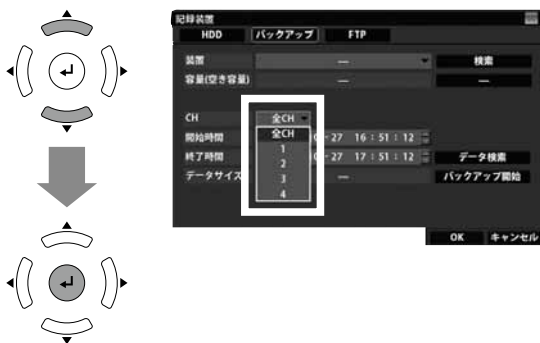 記録装置
HDD バックアップ FTP
装置 — 検索
容量(空き容量) — —
CH 全CH
全CH
1
開始時間 - 27 16 : 51 : 12
2
終了時間 - 27 17 : 51 : 12 データ検索
3
データサイズ — バックアップ開始
4
OK キャンセル